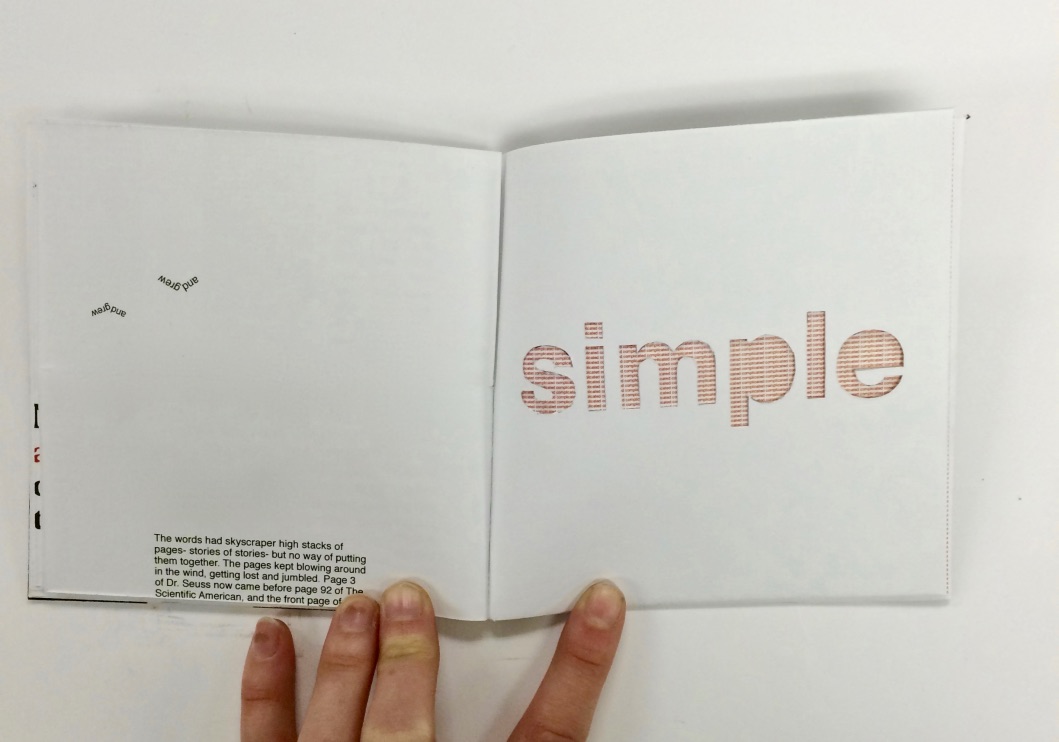 and grew
and grew
simple
The words had skyscraper high stacks of
pages- stories of stories- but no way of putting
them together. The pages kept blowing around
in the wind, getting lost and jumbled. Page 3
of Dr. Seuss now came before page 92 of The
Scientific American, and the front page of